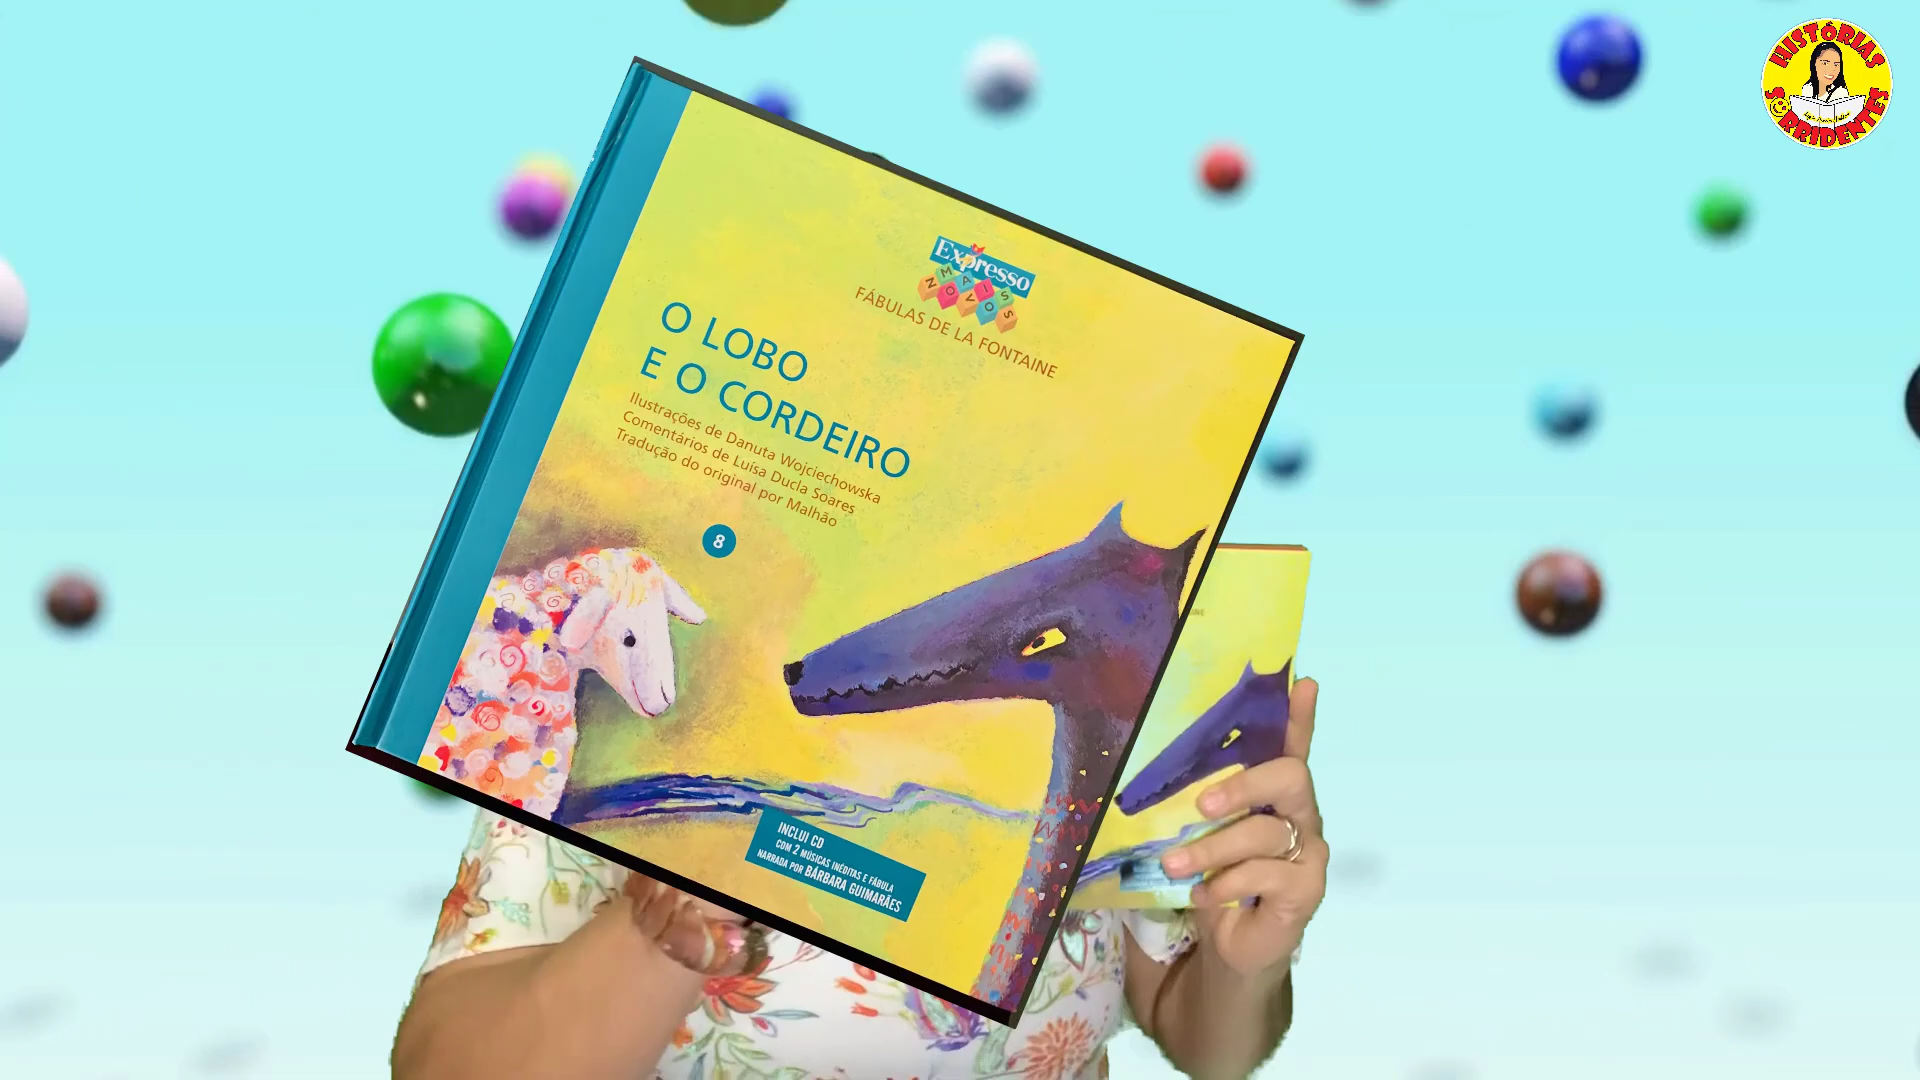 HISTÓRIAS
SORRIDENTES
Expresso
MAIS
NOVOS
FÁBULAS DE LA FONTAINE
O LOBO
E O CORDEIRO
Ilustrações de Danuta Wojciechowska
Comentários de Luísa Ducla Soares
Tradução do original por Malhão
8
INCLUI CD
COM 2 MÚSICAS INÉDITAS E FÁBULA
NARRADA POR BÁRBARA GUIMARÃES